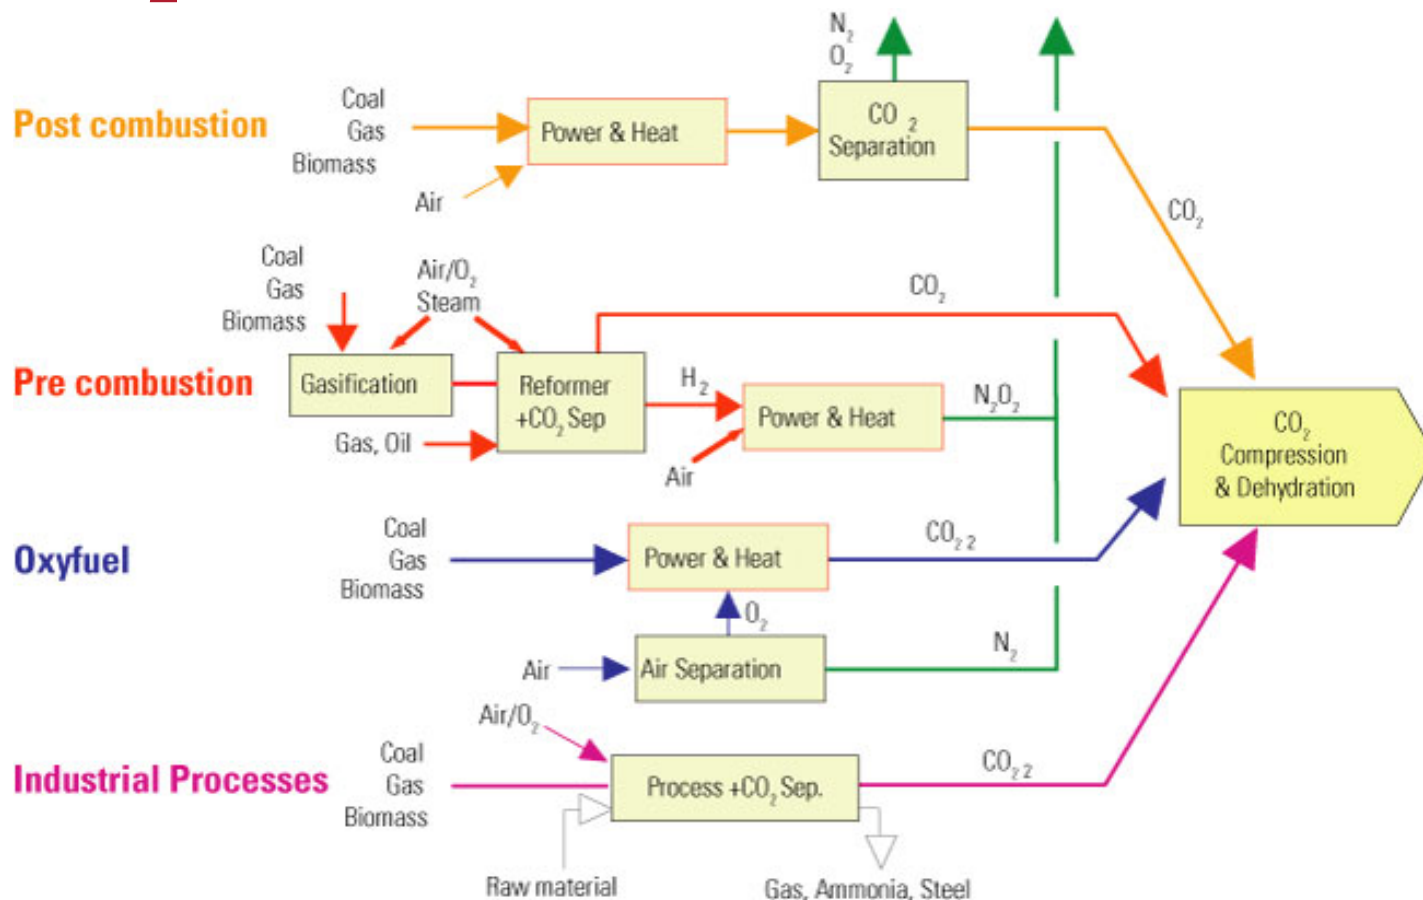 N₂
O₂
Post combustion
Coal
Gas
Biomass
Air
Power & Heat
CO ₂
Separation
CO₂
Pre combustion
Coal
Gas
Biomass
Air/O₂
Steam
Gasification
Gas, Oil
Reformer
+CO₂ Sep
H₂
Air
Power & Heat
N₂O₂
CO₂
CO₂
Compression
& Dehydration
Oxyfuel
Coal
Gas
Biomass
Power & Heat
CO₂ ₂
O₂
Air
Air Separation
N₂
Industrial Processes
Air/O₂
Coal
Gas
Biomass
Process +CO₂ Sep.
CO₂ ₂
Raw material
Gas, Ammonia, Steel